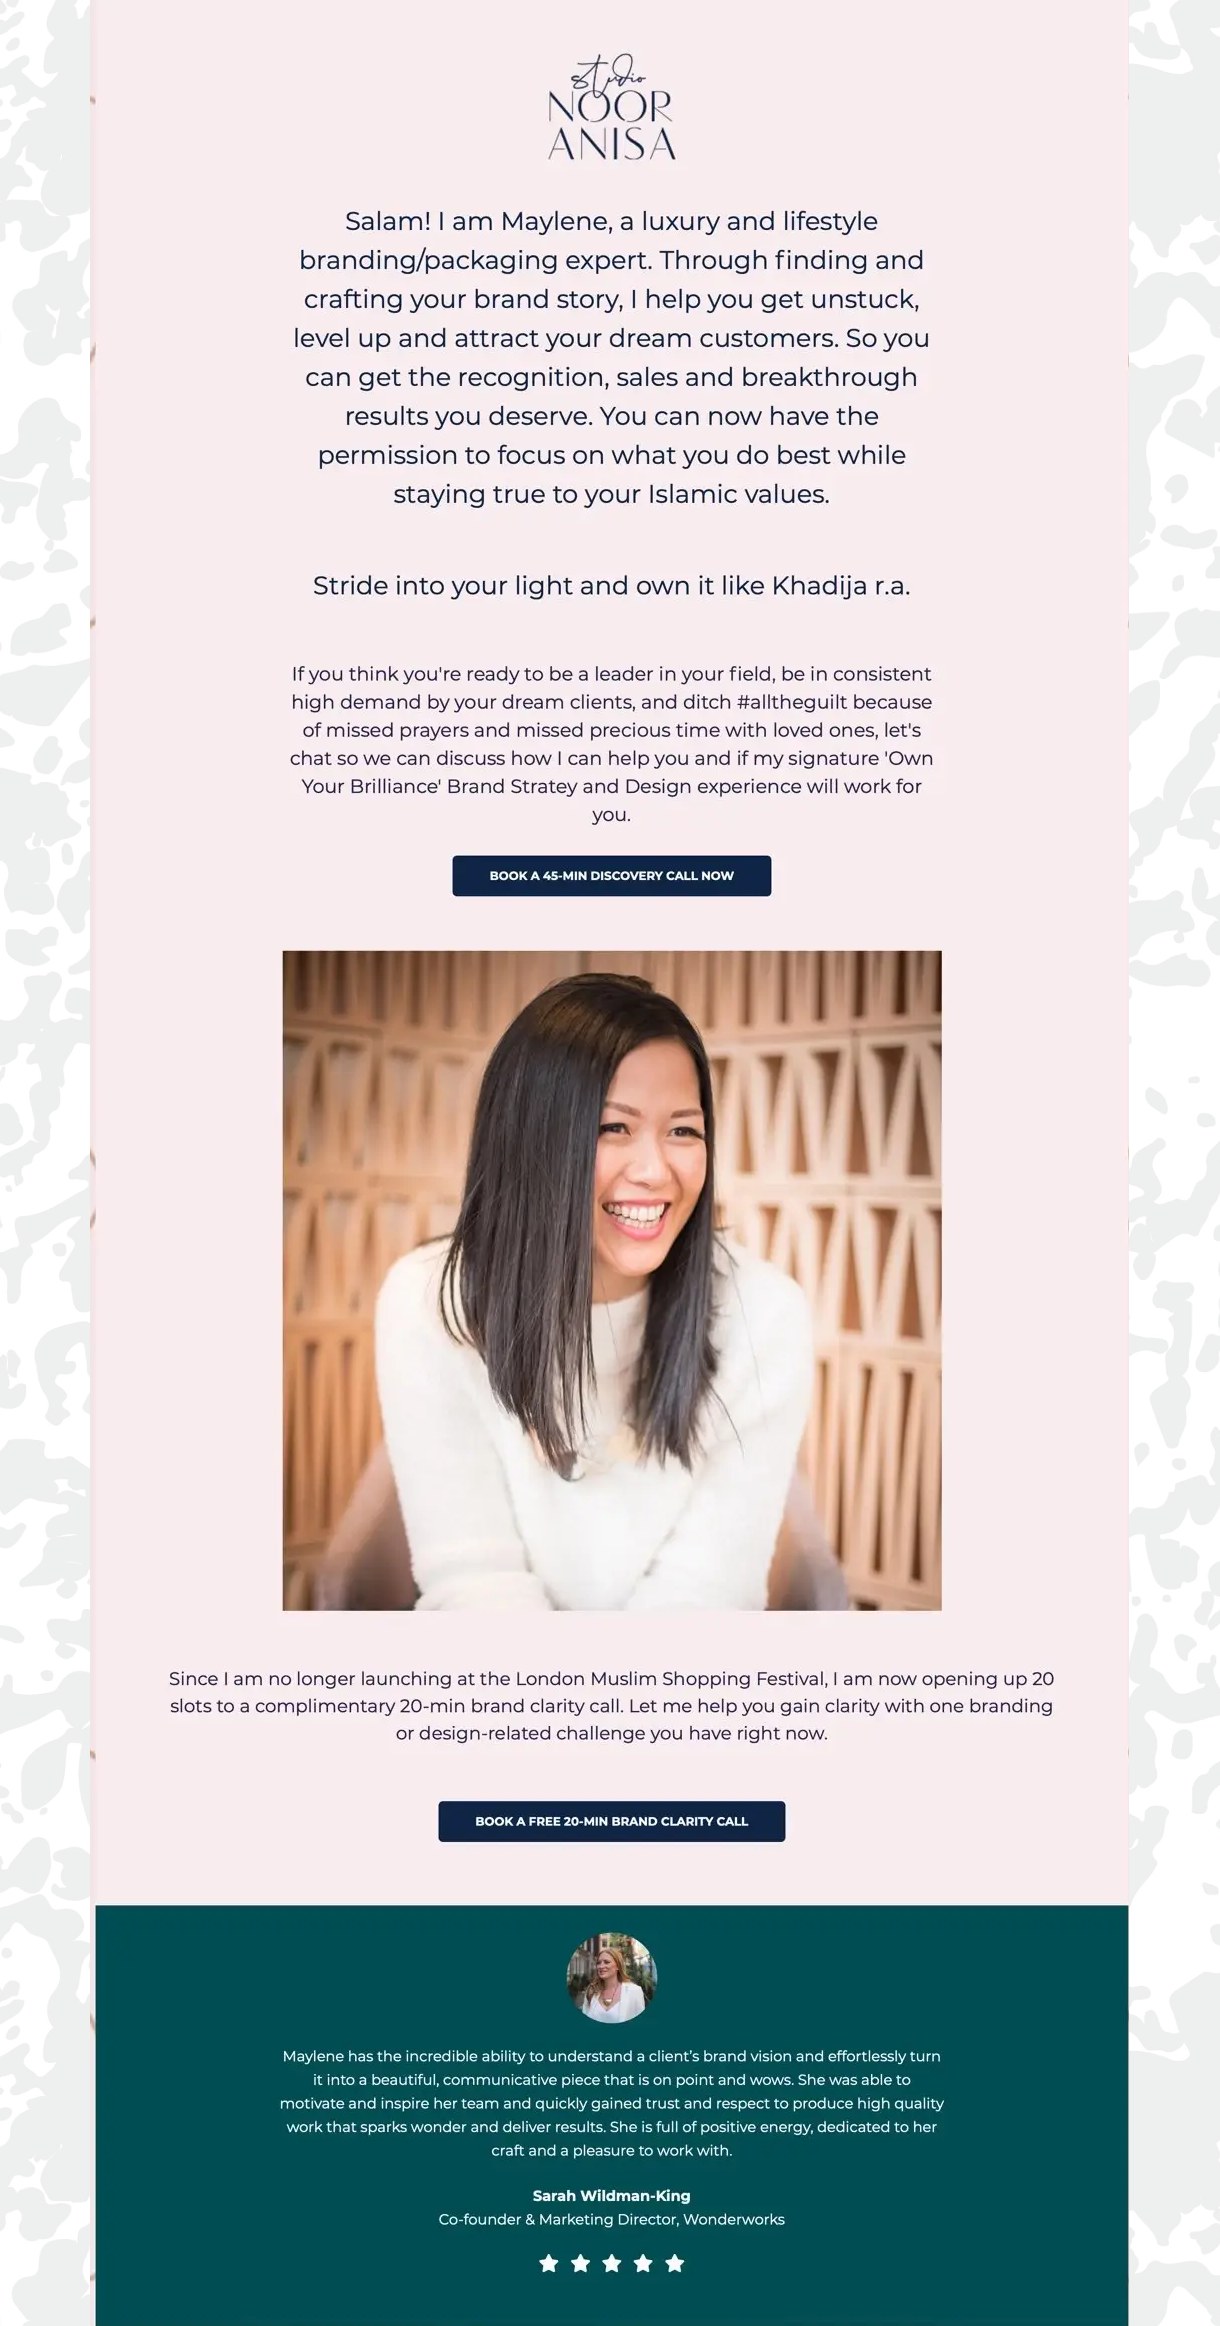 studio
NOOR
ANISA
Salam! I am Maylene, a luxury and lifestyle
branding/packaging expert. Through finding and
crafting your brand story, I help you get unstuck,
level up and attract your dream customers. So you
can get the recognition, sales and breakthrough
results you deserve. You can now have the
permission to focus on what you do best while
staying true to your Islamic values.
Stride into your light and own it like Khadija r.a.
If you think you're ready to be a leader in your field, be in consistent
high demand by your dream clients, and ditch #alltheguilt because
of missed prayers and missed precious time with loved ones, let's
chat so we can discuss how I can help you and if my signature 'Own
Your Brilliance' Brand Stratey and Design experience will work for
you.
BOOK A 45-MIN DISCOVERY CALL NOW
Since I am no longer launching at the London Muslim Shopping Festival, I am now opening up 20
slots to a complimentary 20-min brand clarity call. Let me help you gain clarity with one branding
or design-related challenge you have right now.
BOOK A FREE 20-MIN BRAND CLARITY CALL
Maylene has the incredible ability to understand a client’s brand vision and effortlessly turn
it into a beautiful, communicative piece that is on point and wows. She was able to
motivate and inspire her team and quickly gained trust and respect to produce high quality
work that sparks wonder and deliver results. She is full of positive energy, dedicated to her
craft and a pleasure to work with.
Sarah Wildman-King
Co-founder & Marketing Director, Wonderworks